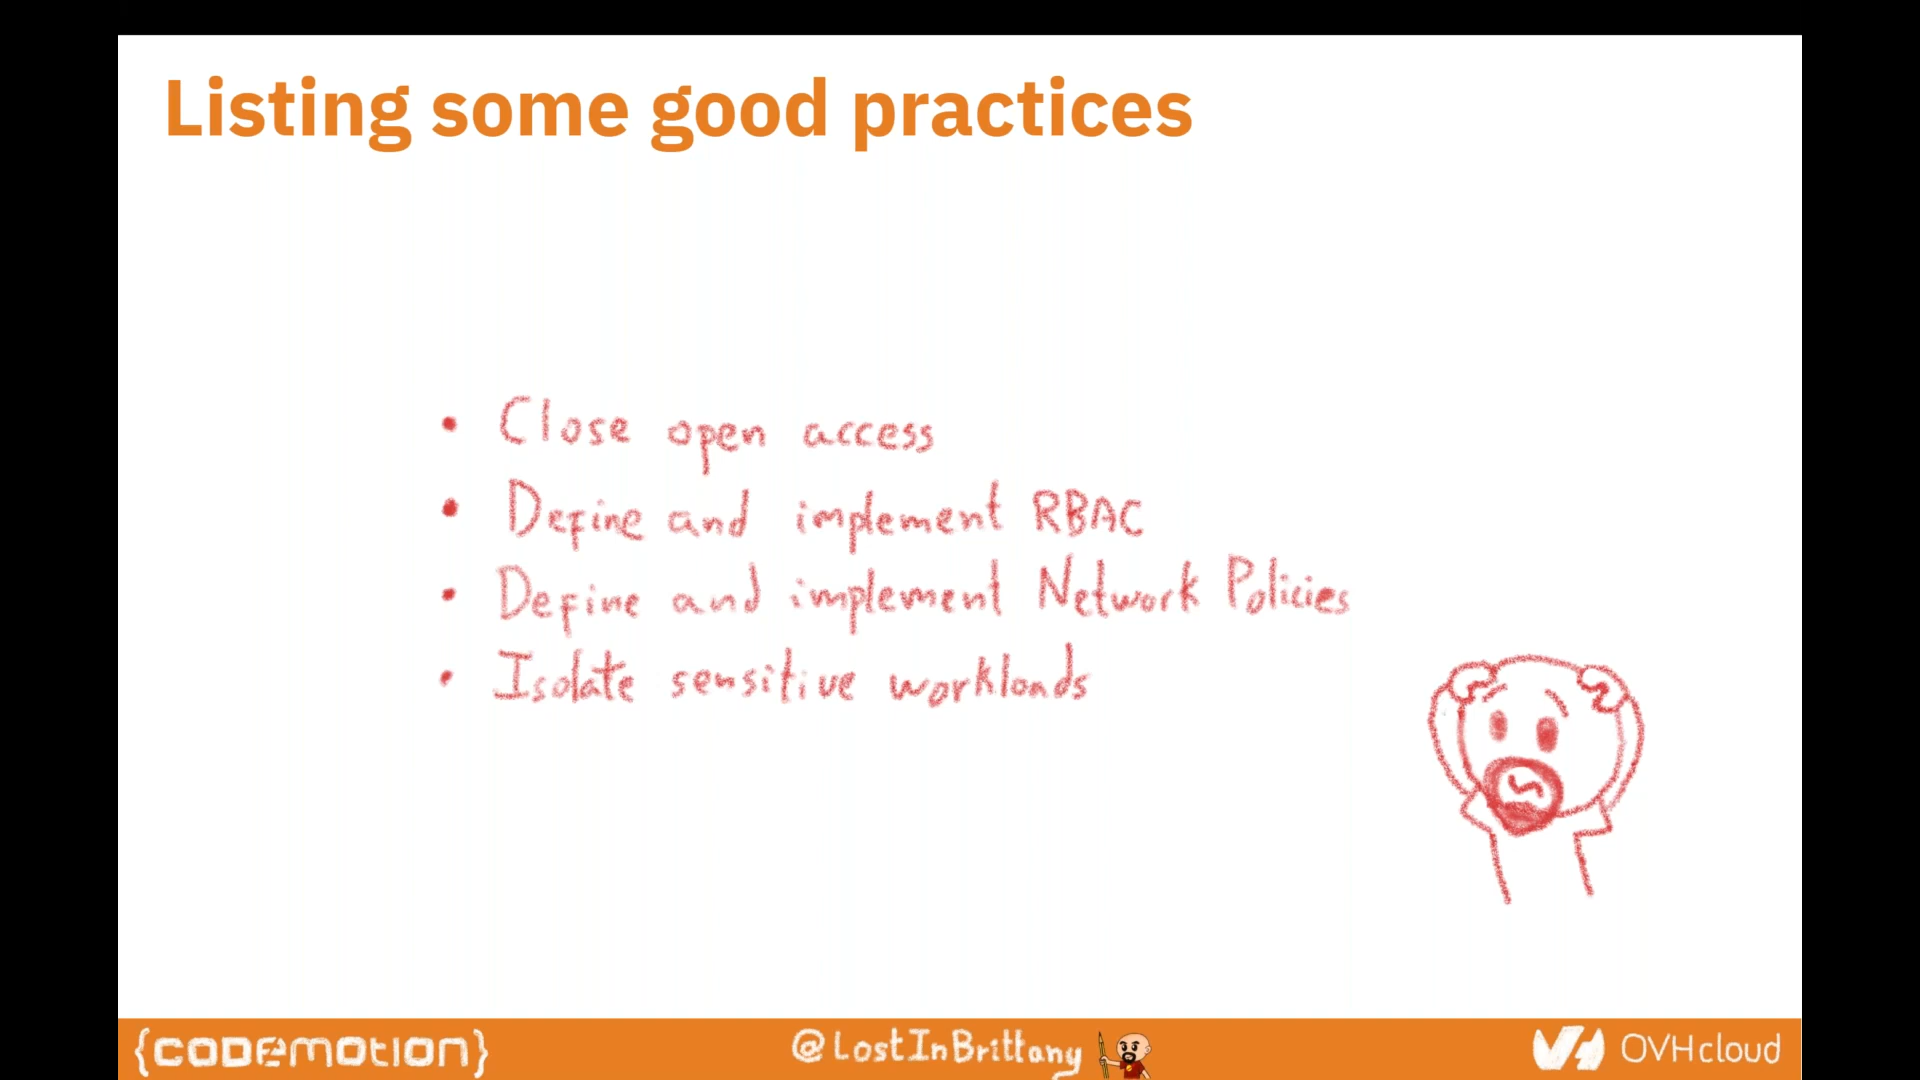 Listing some good practices
• Close open access
• Define and implement RBAC
• Define and implement Network Policies
• Isolate sensitive workloads
{CODEMOTION}
@LostInBrittany
OVHcloud